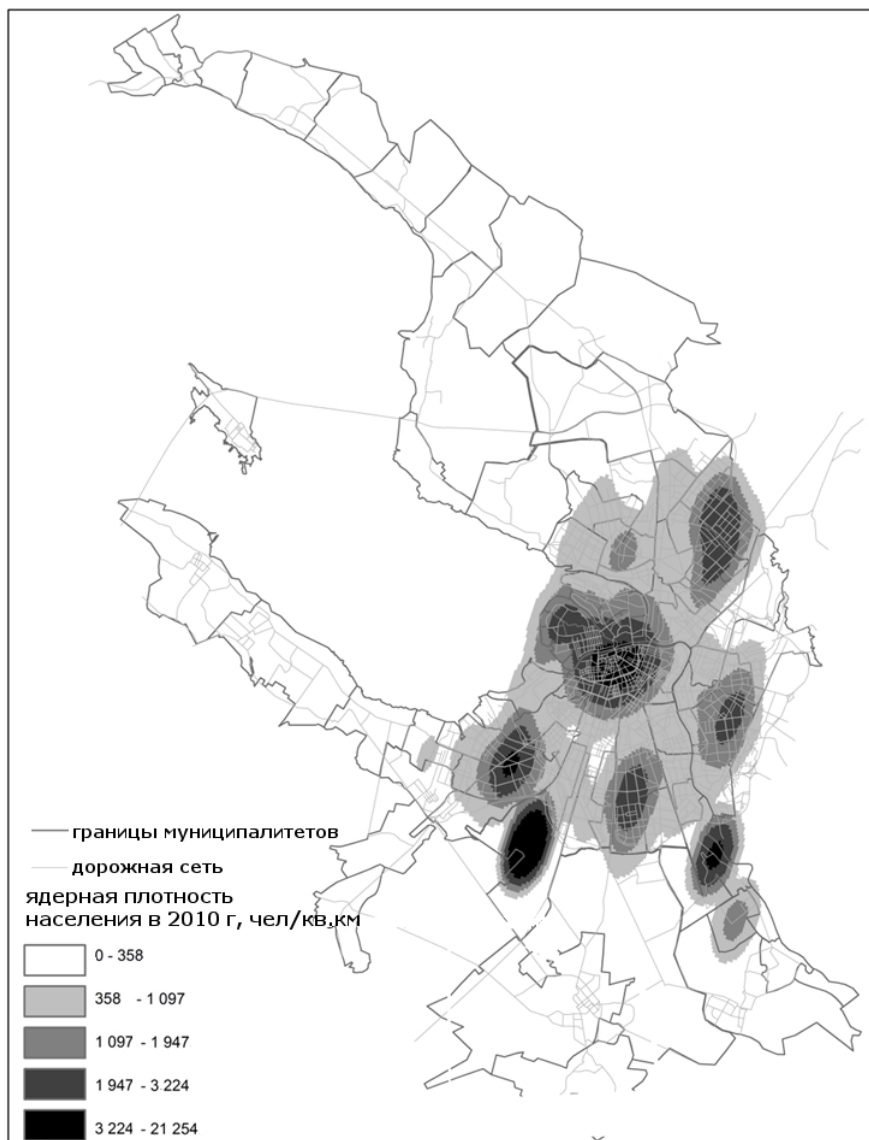 границы муниципалитетов
дорожная сеть
ядерная плотность
населения в 2010 г, чел/кв.км
0 - 358
358 - 1 097
1 097 - 1 947
1 947 - 3 224
3 224 - 21 254